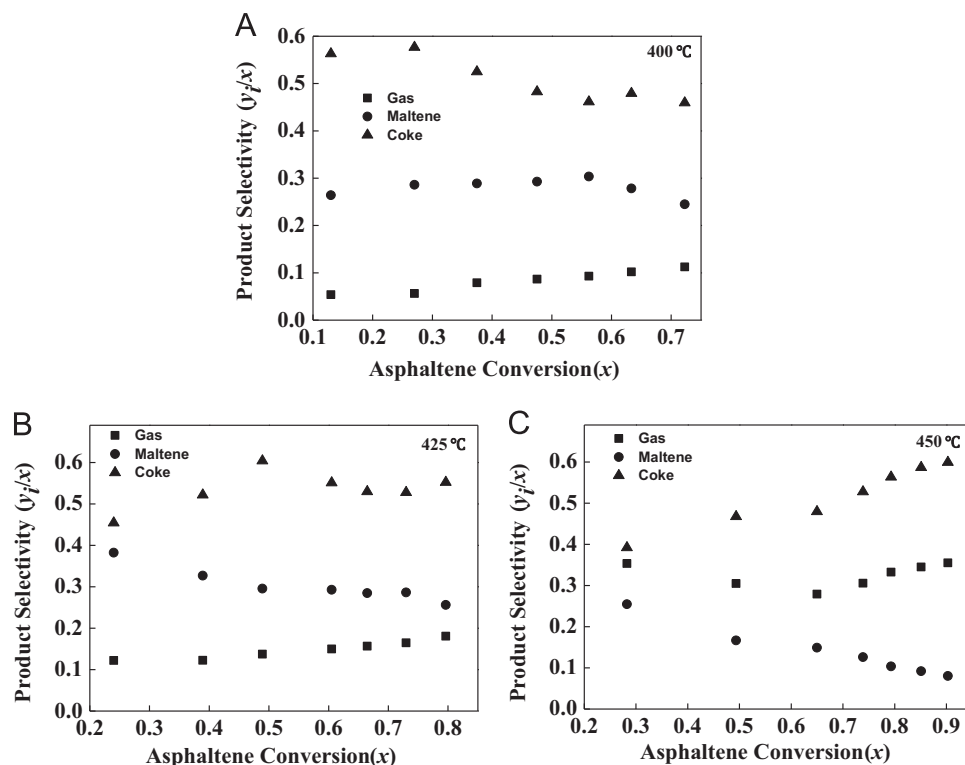 A
400℃
Gas
Maltene
Coke
Product Selectivity (yi/x)
0.6
0.5
0.4
0.3
0.2
0.1
0.0
0.1 0.2 0.3 0.4 0.5 0.6 0.7
Asphaltene Conversion(x)
B
425℃
Gas
Maltene
Coke
Product Selectivity (yi/x)
0.6
0.5
0.4
0.3
0.2
0.1
0.0
0.2 0.3 0.4 0.5 0.6 0.7 0.8
Asphaltene Conversion(x)
C
450℃
Gas
Maltene
Coke
Product Selectivity (yi/x)
0.6
0.5
0.4
0.3
0.2
0.1
0.0
0.2 0.3 0.4 0.5 0.6 0.7 0.8 0.9
Asphaltene Conversion(x)